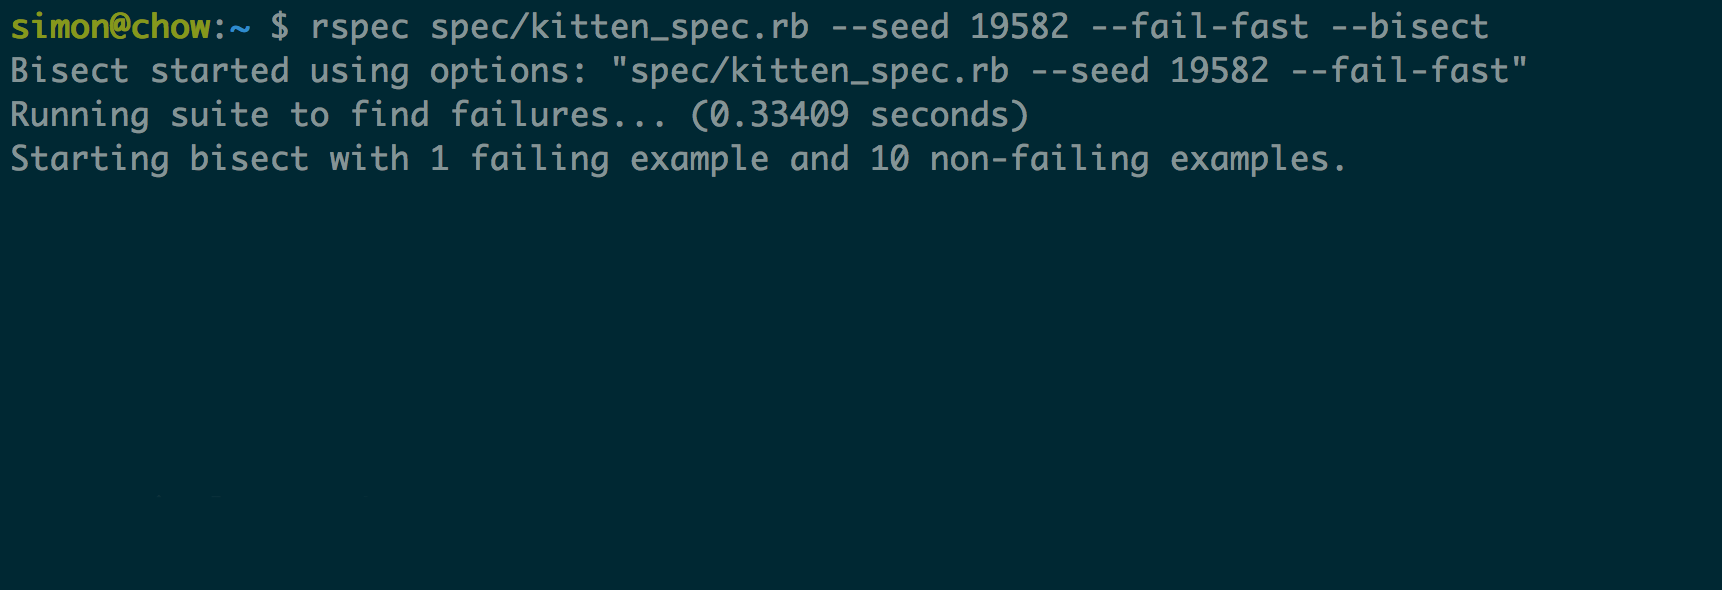 simon@chow:~ $ rspec spec/kitten_spec.rb --seed 19582 --fail-fast --bisect
Bisect started using options: "spec/kitten_spec.rb --seed 19582 --fail-fast"
Running suite to find failures... (0.33409 seconds)
Starting bisect with 1 failing example and 10 non-failing examples.